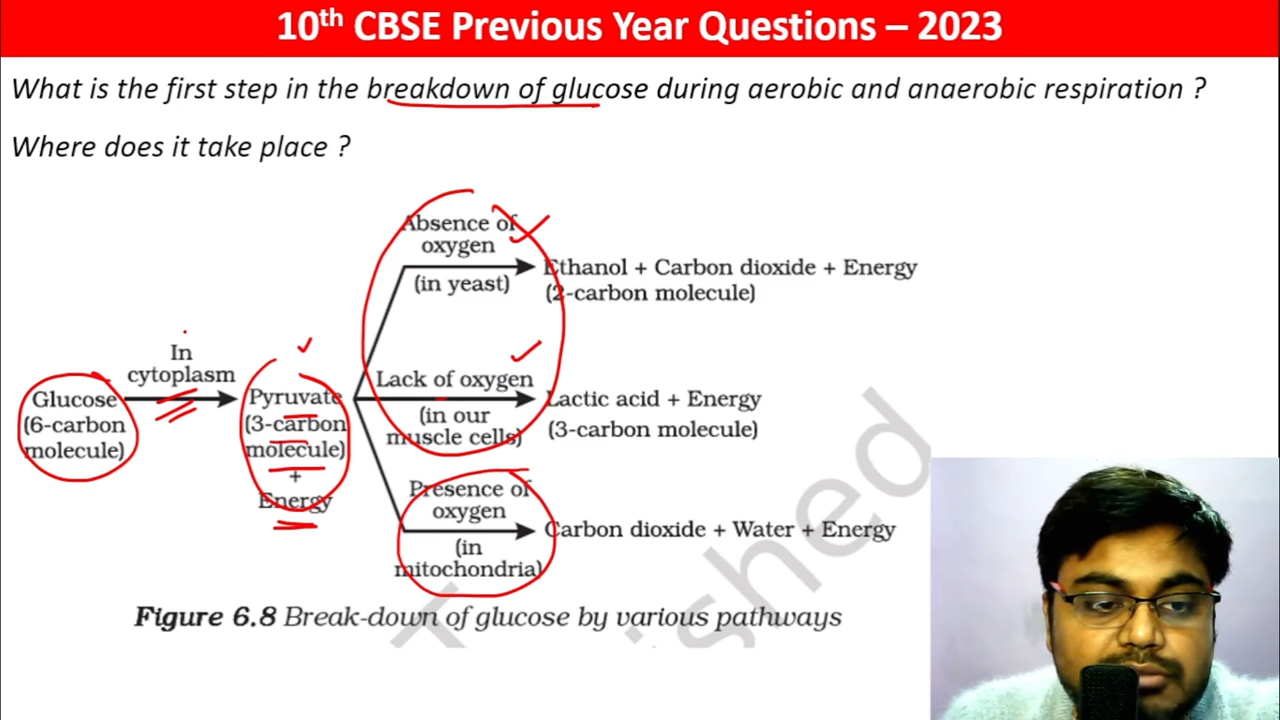 10th CBSE Previous Year Questions – 2023
What is the first step in the breakdown of glucose during aerobic and anaerobic respiration ?
Where does it take place ?
Absence of
oxygen
(in yeast)
Ethanol + Carbon dioxide + Energy
(2-carbon molecule)
In
cytoplasm
Glucose
(6-carbon
molecule)
Pyruvate
(3-carbon
molecule)
+
Energy
Lack of oxygen
(in our
muscle cells)
Lactic acid + Energy
(3-carbon molecule)
Presence of
oxygen
(in
mitochondria)
Carbon dioxide + Water + Energy
Figure 6.8 Break-down of glucose by various pathways
shed